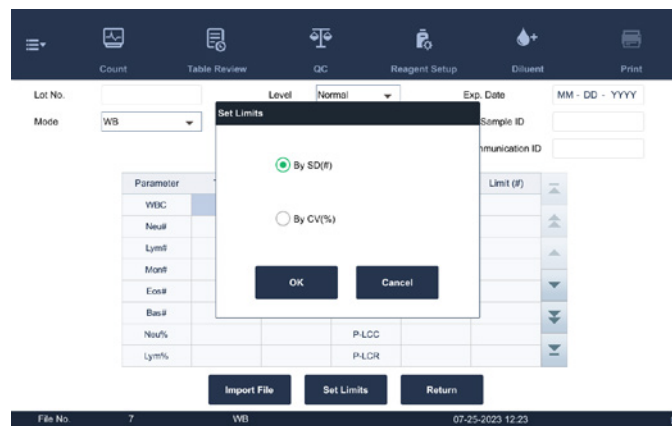 Count Table Review QC Reagent Setup Diluent Print
Lot No. Level Normal Exp. Date MM - DD - YYYY
Mode WB Sample ID
Set Limits
By SD(#)
By CV(%)
OK Cancel
Parameter Limit (#)
WBC
Neu#
Lym#
Mon#
Eos#
Bas#
Neu% P-LCC
Lym% P-LCR
Import File Set Limits Return
File No. 7 WB 07-25-2023 12:23